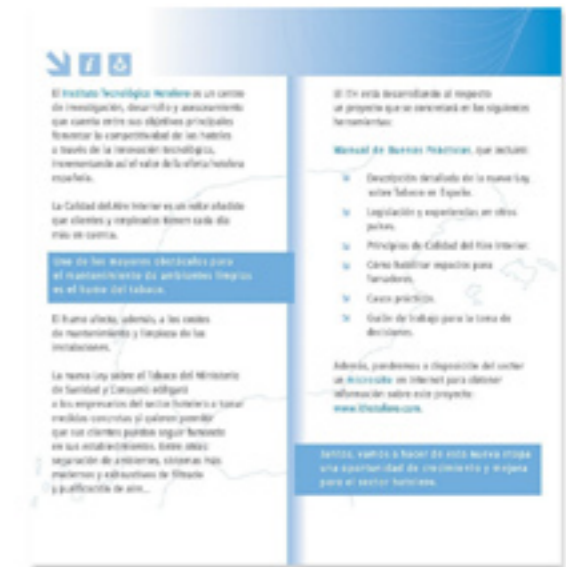 El Instituto Tecnológico Hotelero es un centro
de investigación, desarrollo y asesoramiento
que cuenta entre sus objetivos principales
fomentar la competitividad de los hoteles
a través de la innovación tecnológica,
incrementando así el valor de la oferta hotelera
española.
La Calidad del Aire Interior es un valor añadido
que clientes y empleados tienen cada día
más en cuenta.
Uno de los mayores obstáculos para
el mantenimiento de ambientes limpios
es el humo del tabaco.
El humo afecta, además, a los costes
de mantenimiento y limpieza de las
instalaciones.
La nueva Ley sobre el Tabaco del Ministerio
de Sanidad y Consumo obligará
a los empresarios del sector hotelero a tomar
medidas concretas si quieren permitir
que sus clientes puedan seguir fumando
en sus establecimientos. Entre otras:
separación de ambientes, sistemas más
modernos y exhaustivos de filtrado
y purificación de aire...
El ITH está desarrollando al respecto
un proyecto que se concretará en las siguientes
herramientas:
Manual de Buenas Prácticas, que incluirá:
Descripción detallada de la nueva Ley
sobre Tabaco en España.
Legislación y experiencias en otros
países.
Principios de Calidad del Aire Interior.
Cómo habilitar espacios para
fumadores.
Casos prácticos.
Guión de trabajo para la toma de
decisiones.
Además, pondremos a disposición del sector
un microsite en Internet para obtener
información sobre este proyecto:
www.ithotelero.com.
Juntos, vamos a hacer de esta nueva etapa
una oportunidad de crecimiento y mejora
para el sector hotelero.